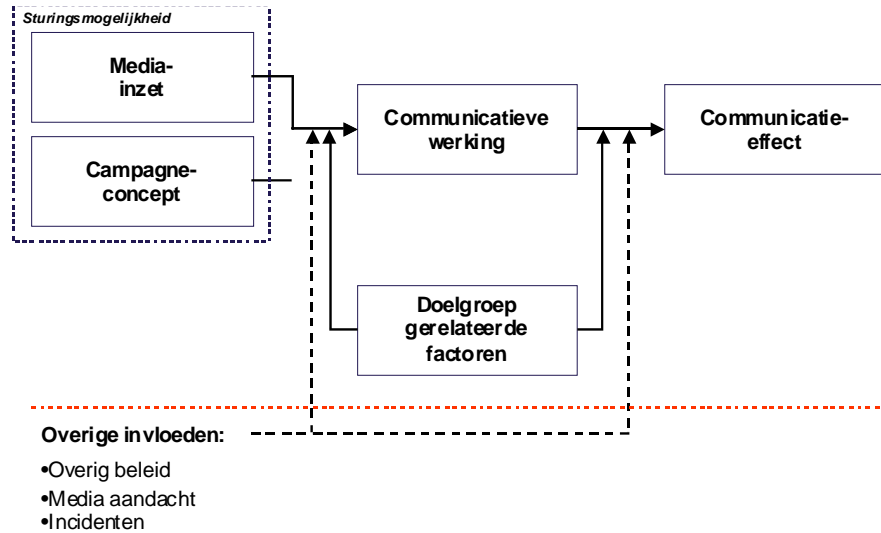 Sturingsmogelijkheid
Media-
inzet
Campagne-
concept
Communicatieve
werking
Communicatie-
effect
Doelgroep
gerelateerde
factoren
Overige invloeden:
•Overig beleid
•Media aandacht
•Incidenten